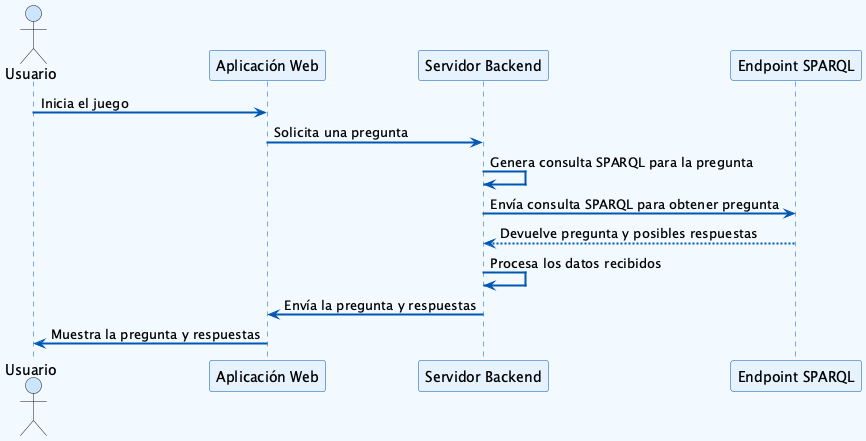 Usuario
Aplicación Web
Servidor Backend
Endpoint SPARQL
Inicia el juego
Solicita una pregunta
Genera consulta SPARQL para la pregunta
Envía consulta SPARQL para obtener pregunta
Devuelve pregunta y posibles respuestas
Procesa los datos recibidos
Envía la pregunta y respuestas
Muestra la pregunta y respuestas
Usuario
Aplicación Web
Servidor Backend
Endpoint SPARQL